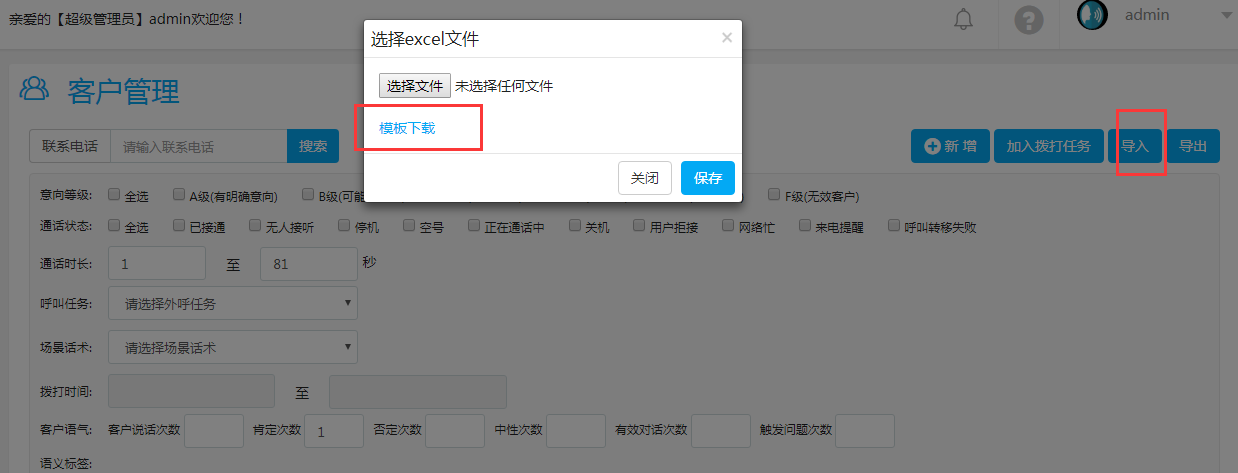 亲爱的【超级管理员】admin欢迎您！
admin
选择excel文件
×
选择文件 未选择任何文件
模板下载
关闭 保存
客户管理
联系电话 请输入联系电话 搜索
新 增 加入拨打任务 导入 导出
意向等级: 全选 A级(有明确意向) B级(可能 F级(无效客户)
通话状态: 全选 已接通 无人接听 停机 空号 正在通话中 关机 用户拒接 网络忙 来电提醒 呼叫转移失败
通话时长: 1 至 81 秒
呼叫任务: 请选择外呼任务
场景话术: 请选择场景话术
拨打时间: 至
客户语气: 客户说话次数 肯定次数 1 否定次数 中性次数 有效对话次数 触发问题次数
语义标签: